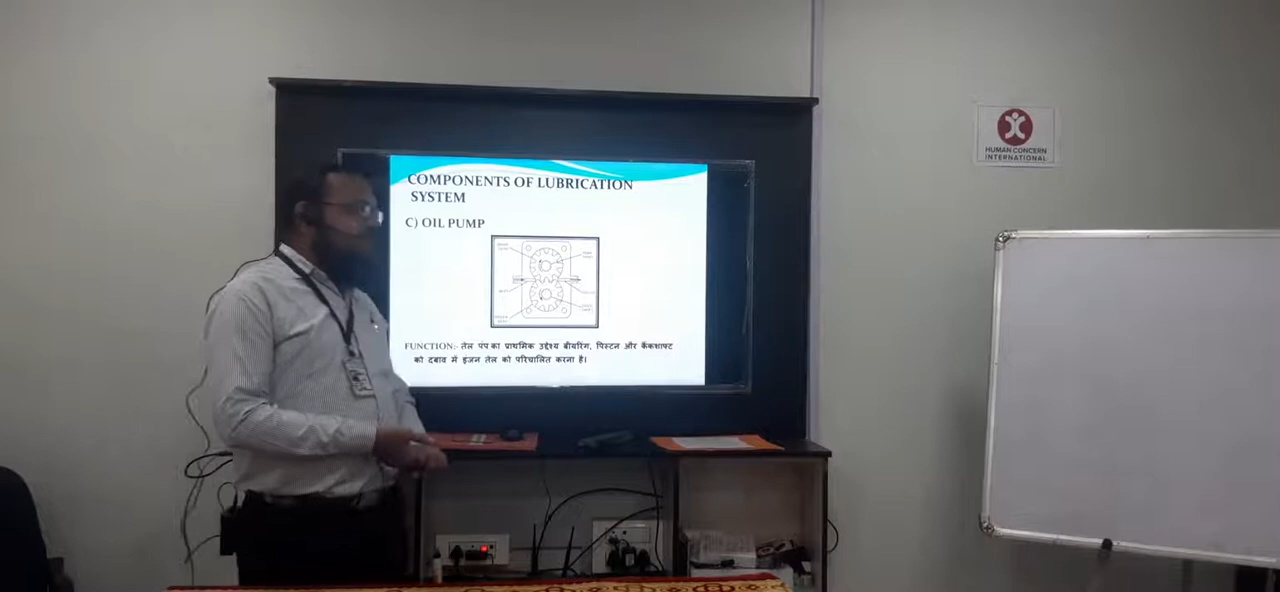 COMPONENTS OF LUBRICATION
SYSTEM
C) OIL PUMP
FUNCTION:- तेल पंप का प्राथमिक उद्देश्य बीयरिंग, पिस्टन और कैंकशाफ्ट
को दबाव में इंजन तेल को परिचालित करना है।
HUMAN CONCERN
INTERNATIONAL